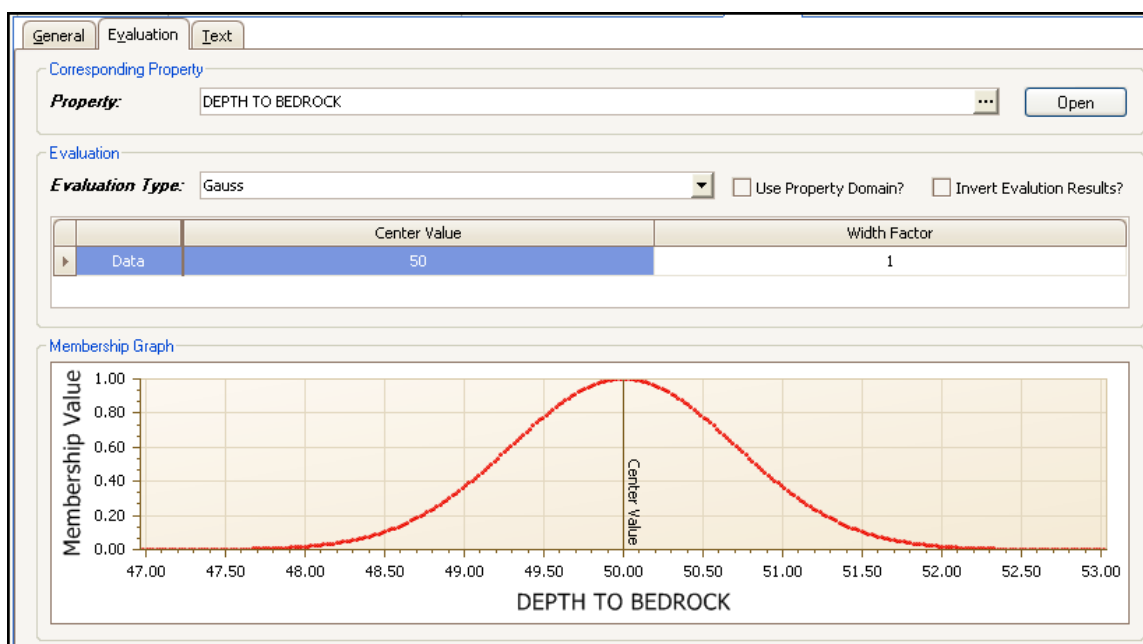 General Evaluation Text
Corresponding Property
Property: DEPTH TO BEDROCK ... Open
Evaluation
Evaluation Type: Gauss Use Property Domain? Invert Evalution Results?
Center Value Width Factor
Data 50 1
Membership Graph
Membership Value
1.00
0.80
0.60
0.40
0.20
0.00
Center Value
47.00 47.50 48.00 48.50 49.00 49.50 50.00 50.50 51.00 51.50 52.00 52.50 53.00
DEPTH TO BEDROCK